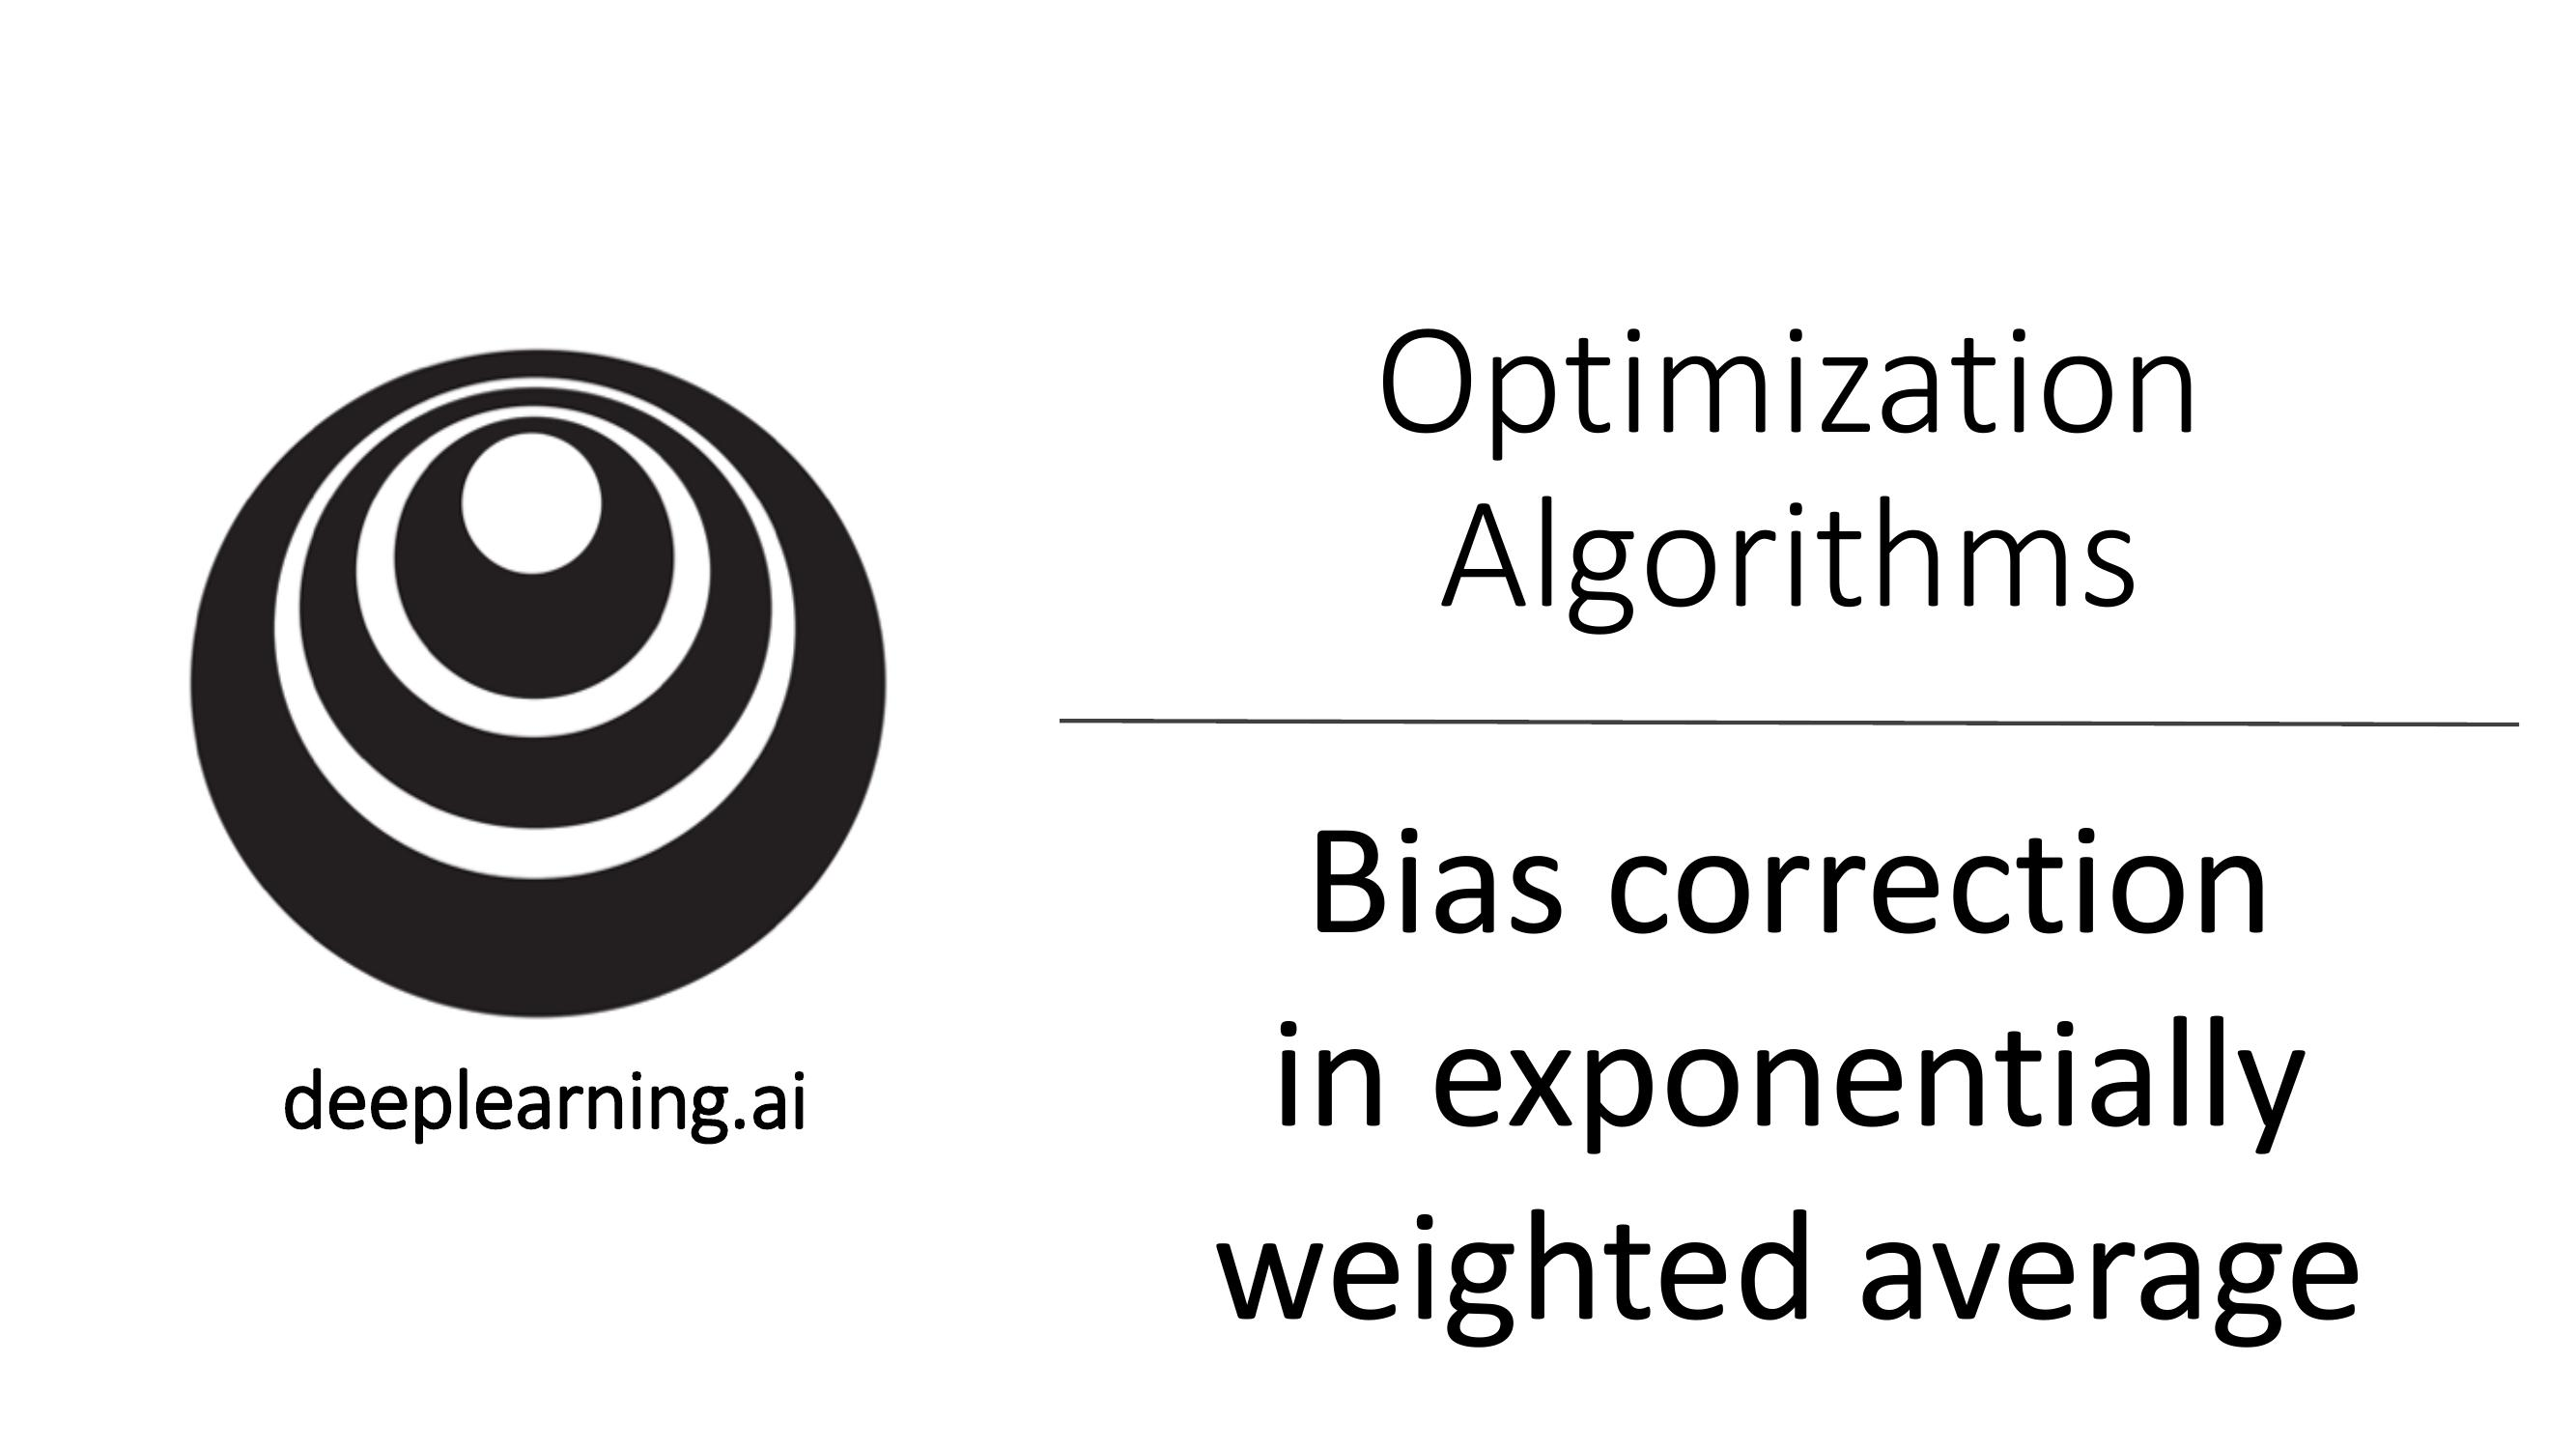 Optimization
Algorithms
Bias correction
in exponentially
weighted average
deeplearning.ai